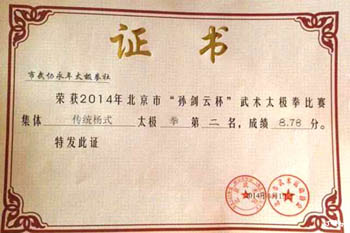 证书
市武协永年太极拳社
荣获2014年北京市“孙剑云杯”武术太极拳比赛
集体 传统杨式 太极 拳 第二名，成绩 8.78 分。
特发此证